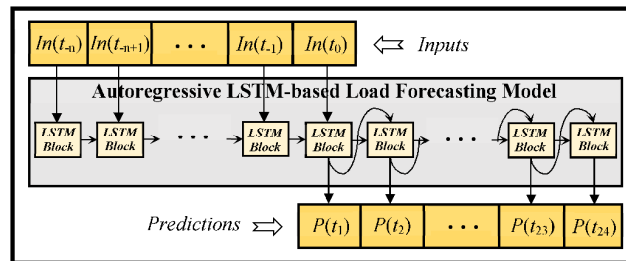 In(t-n) In(t-n+1) • • • In(t-1) In(t0) Inputs
Autoregressive LSTM-based Load Forecasting Model
LSTM LSTM LSTM LSTM LSTM LSTM LSTM
Block Block • • • Block Block Block • • • Block Block
Predictions P(t1) P(t2) • • • P(t23) P(t24)